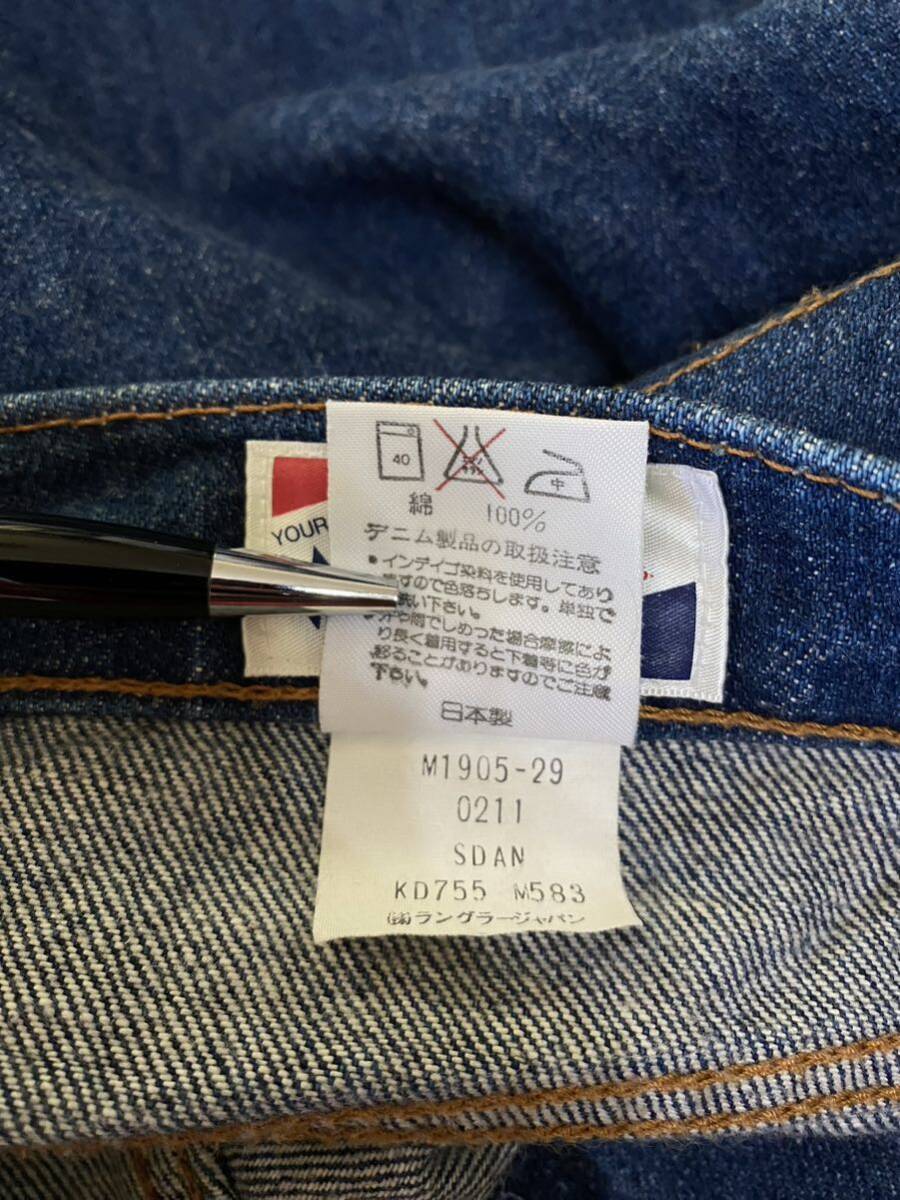 40
中
綿 100%
デニム製品の取扱注意
・インディゴ染料を使用してあり
ますので色落ちします。単独で
洗い下さい。
汗や雨でしめった場合摩擦によ
り長く着用すると下着等に色が
移ることがありますのでご注意
下さい。
日本製
YOUR
M1905-29
0211
SDAN
KD755 M583
㈱ラングラージャパン